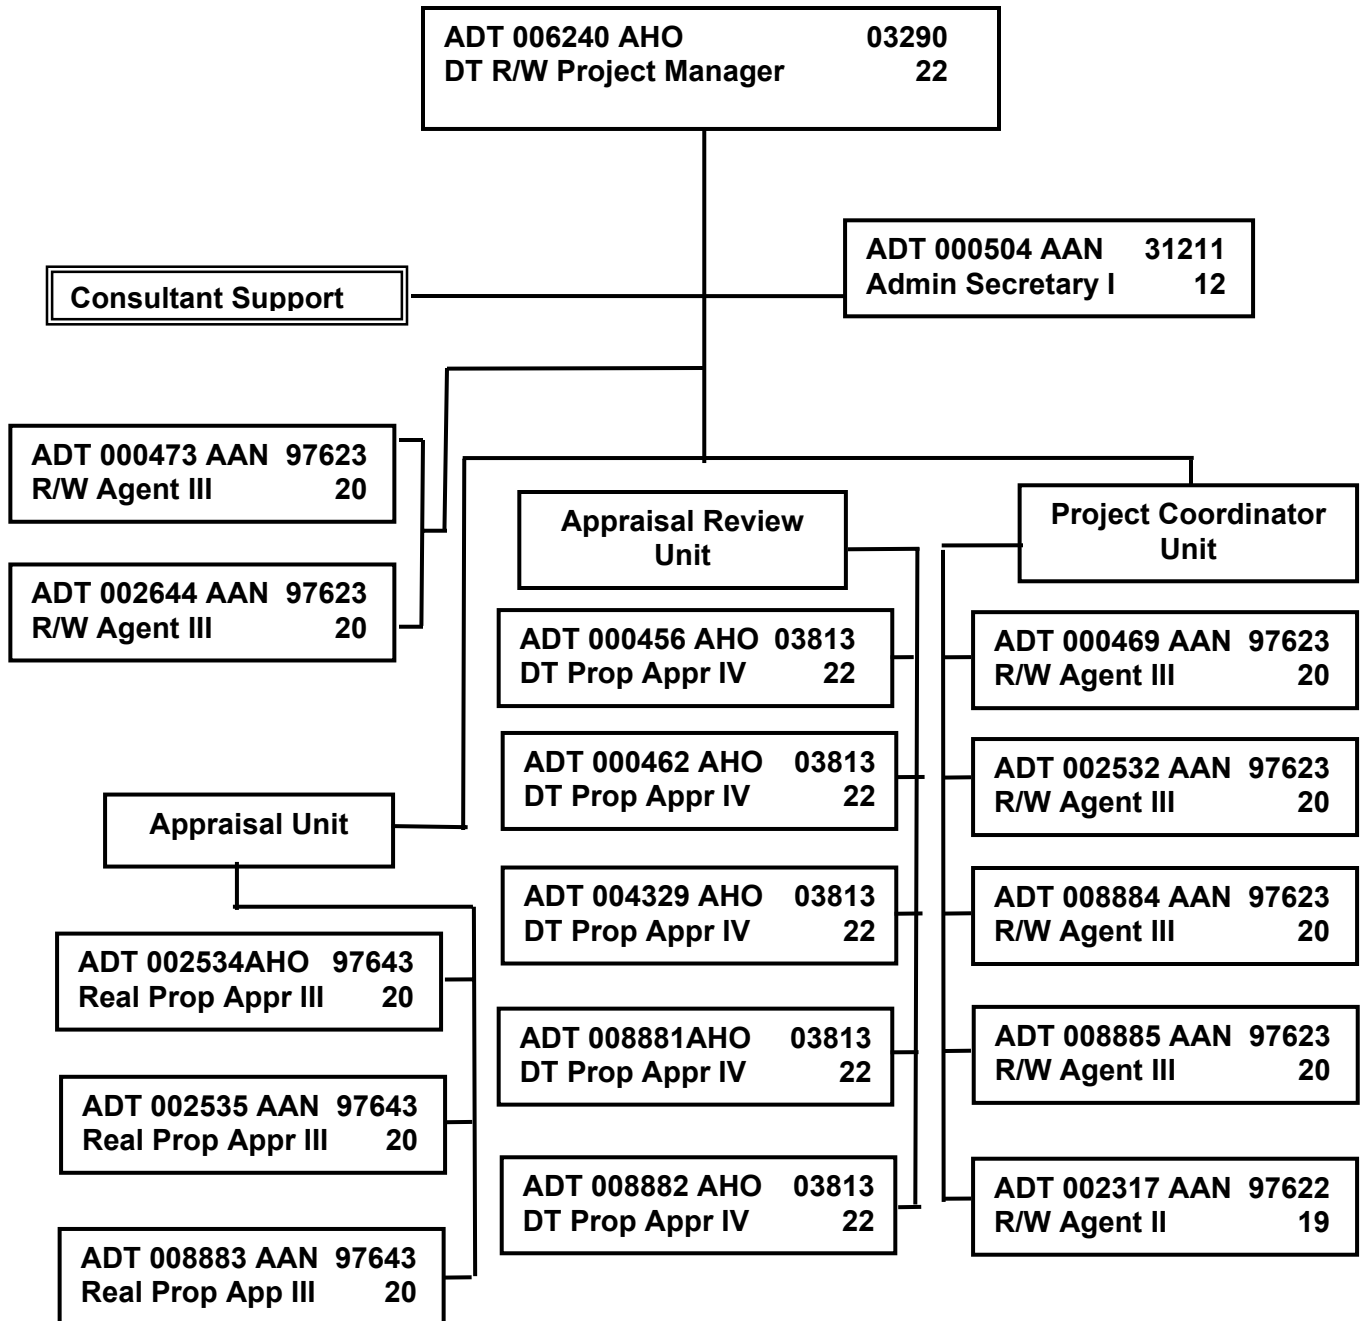 ADT 006240 AHO 03290
DT R/W Project Manager 22
ADT 000504 AAN 31211
Admin Secretary I 12
Consultant Support
ADT 000473 AAN 97623
R/W Agent III 20
ADT 002644 AAN 97623
R/W Agent III 20
Appraisal Review
Unit
Project Coordinator
Unit
ADT 000456 AHO 03813
DT Prop Appr IV 22
ADT 000462 AHO 03813
DT Prop Appr IV 22
ADT 004329 AHO 03813
DT Prop Appr IV 22
ADT 008881AHO 03813
DT Prop Appr IV 22
ADT 008882 AHO 03813
DT Prop Appr IV 22
ADT 000469 AAN 97623
R/W Agent III 20
ADT 002532 AAN 97623
R/W Agent III 20
ADT 008884 AAN 97623
R/W Agent III 20
ADT 008885 AAN 97623
R/W Agent III 20
ADT 002317 AAN 97622
R/W Agent II 19
Appraisal Unit
ADT 002534AHO 97643
Real Prop Appr III 20
ADT 002535 AAN 97643
Real Prop Appr III 20
ADT 008883 AAN 97643
Real Prop App III 20